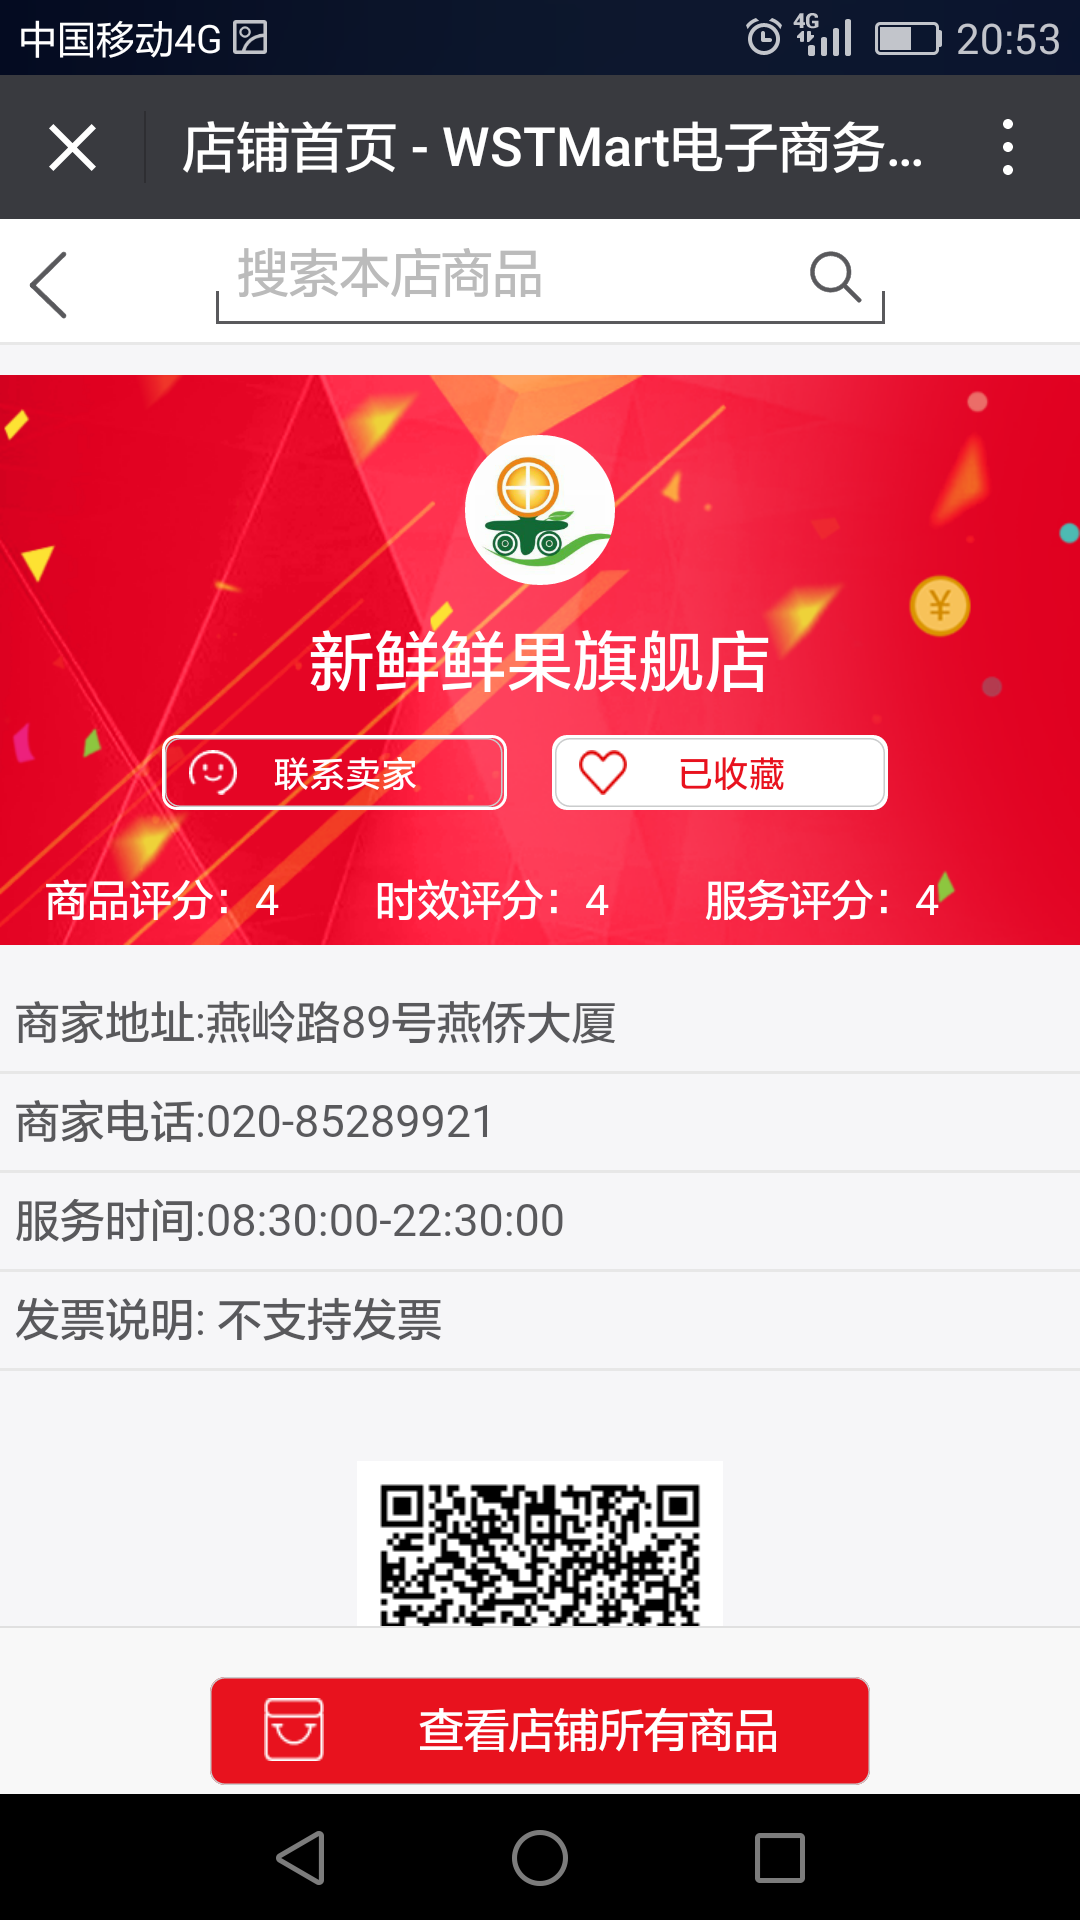 中国移动4G 4G 20:53
店铺首页 - WSTMart电子商务...
搜索本店商品
¥
新鲜鲜果旗舰店
联系卖家 已收藏
商品评分：4 时效评分：4 服务评分：4
商家地址:燕岭路89号燕侨大厦
商家电话:020-85289921
服务时间:08:30:00-22:30:00
发票说明: 不支持发票
查看店铺所有商品